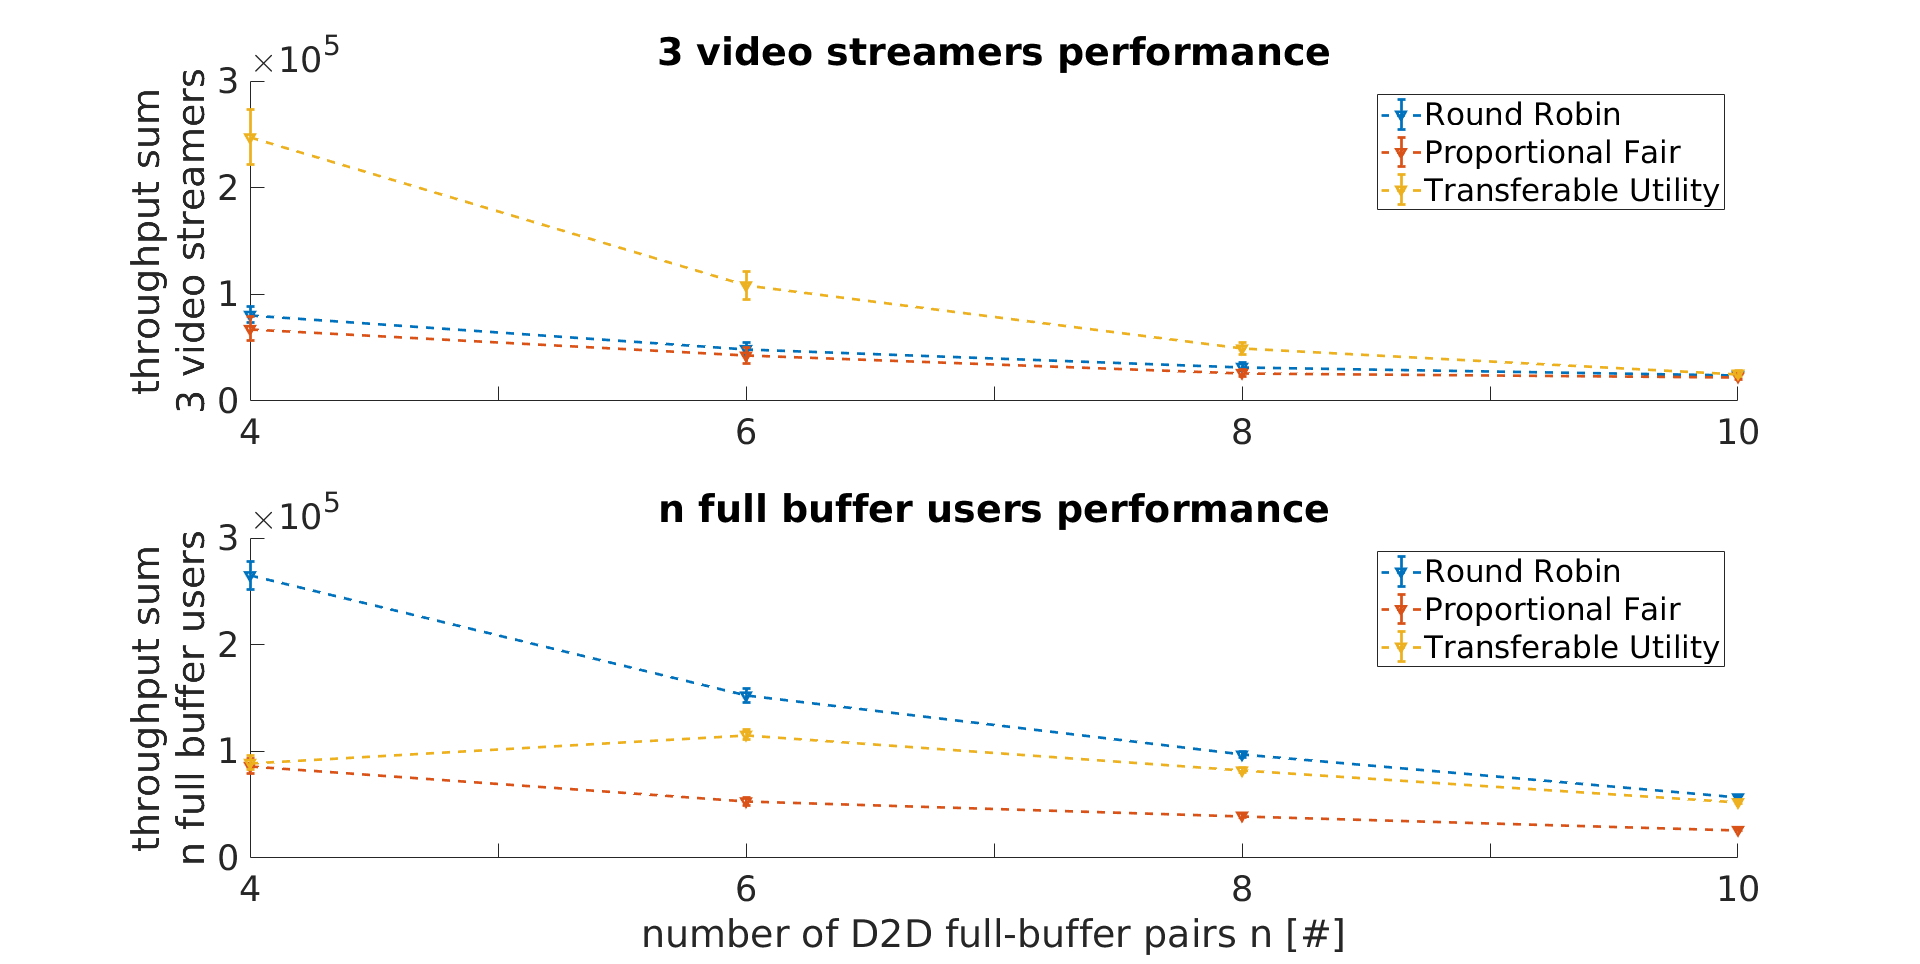 3 video streamers performance
×10^5
throughput sum
3 video streamers
3
2
1
0
4 6 8 10
Round Robin
Proportional Fair
Transferable Utility
n full buffer users performance
×10^5
throughput sum
n full buffer users
3
2
1
0
4 6 8 10
Round Robin
Proportional Fair
Transferable Utility
number of D2D full-buffer pairs n [#]